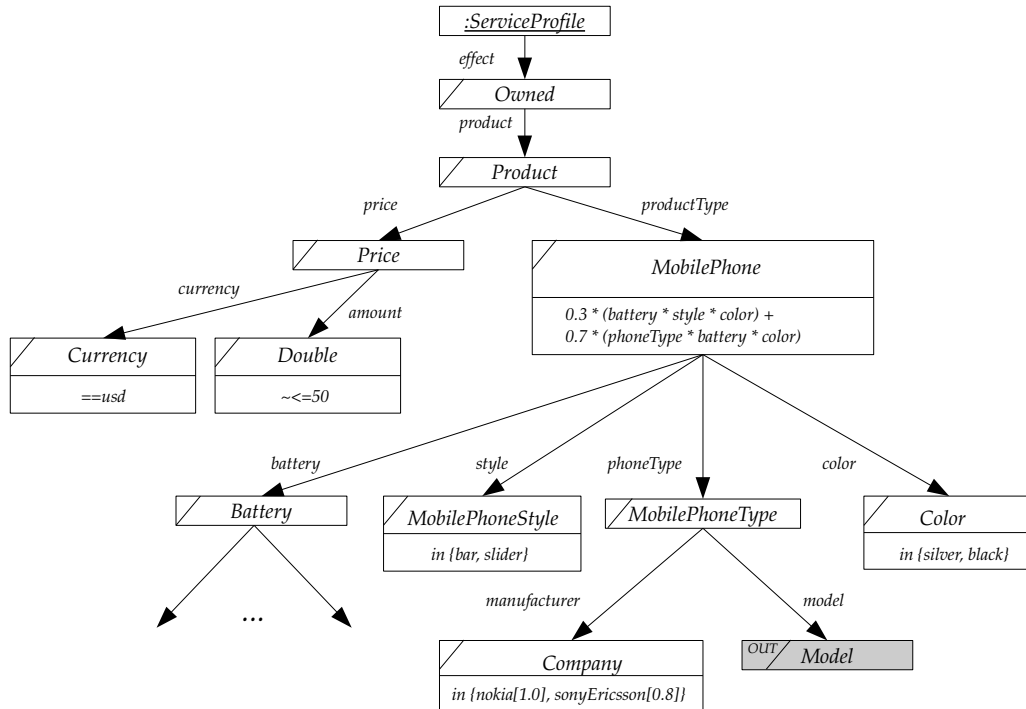 :ServiceProfile
effect
Owned
product
Product
price
productType
Price
MobilePhone
currency
amount
0.3 * (battery * style * color) +
0.7 * (phoneType * battery * color)
Currency
Double
==usd
~<=50
battery
style
phoneType
color
Battery
MobilePhoneStyle
MobilePhoneType
Color
in {bar, slider}
in {silver, black}
...
manufacturer
model
Company
OUT
Model
in {nokia[1.0], sonyEricsson[0.8]}